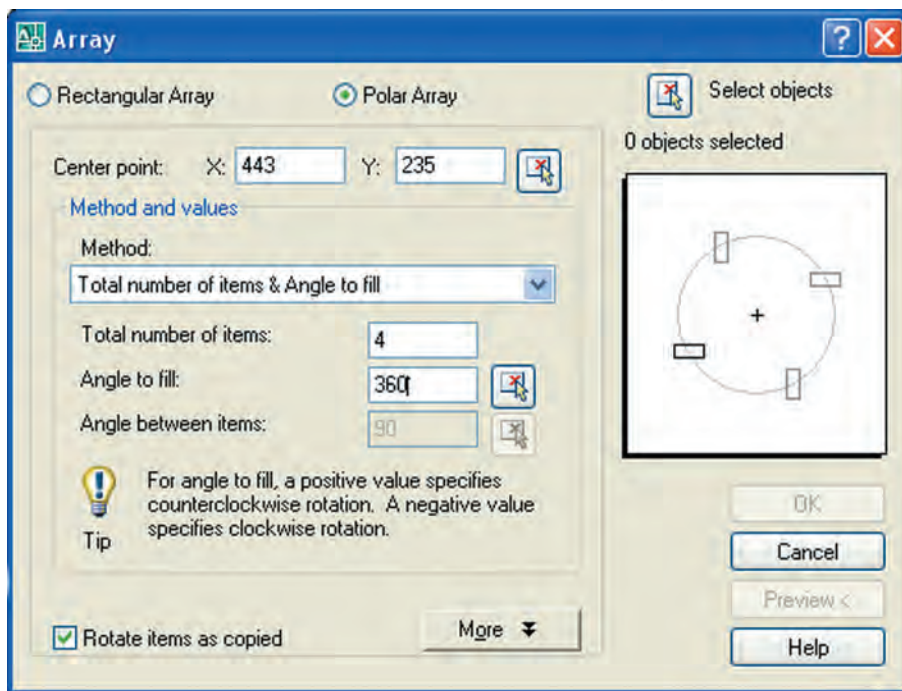 Array
Rectangular Array
Polar Array
Select objects
0 objects selected
Center point: X: 443 Y: 235
Method and values
Method:
Total number of items & Angle to fill
Total number of items: 4
Angle to fill: 360
Angle between items: 90
For angle to fill, a positive value specifies
counterclockwise rotation. A negative value
specifies clockwise rotation.
Tip
Rotate items as copied
More
OK
Cancel
Preview <
Help